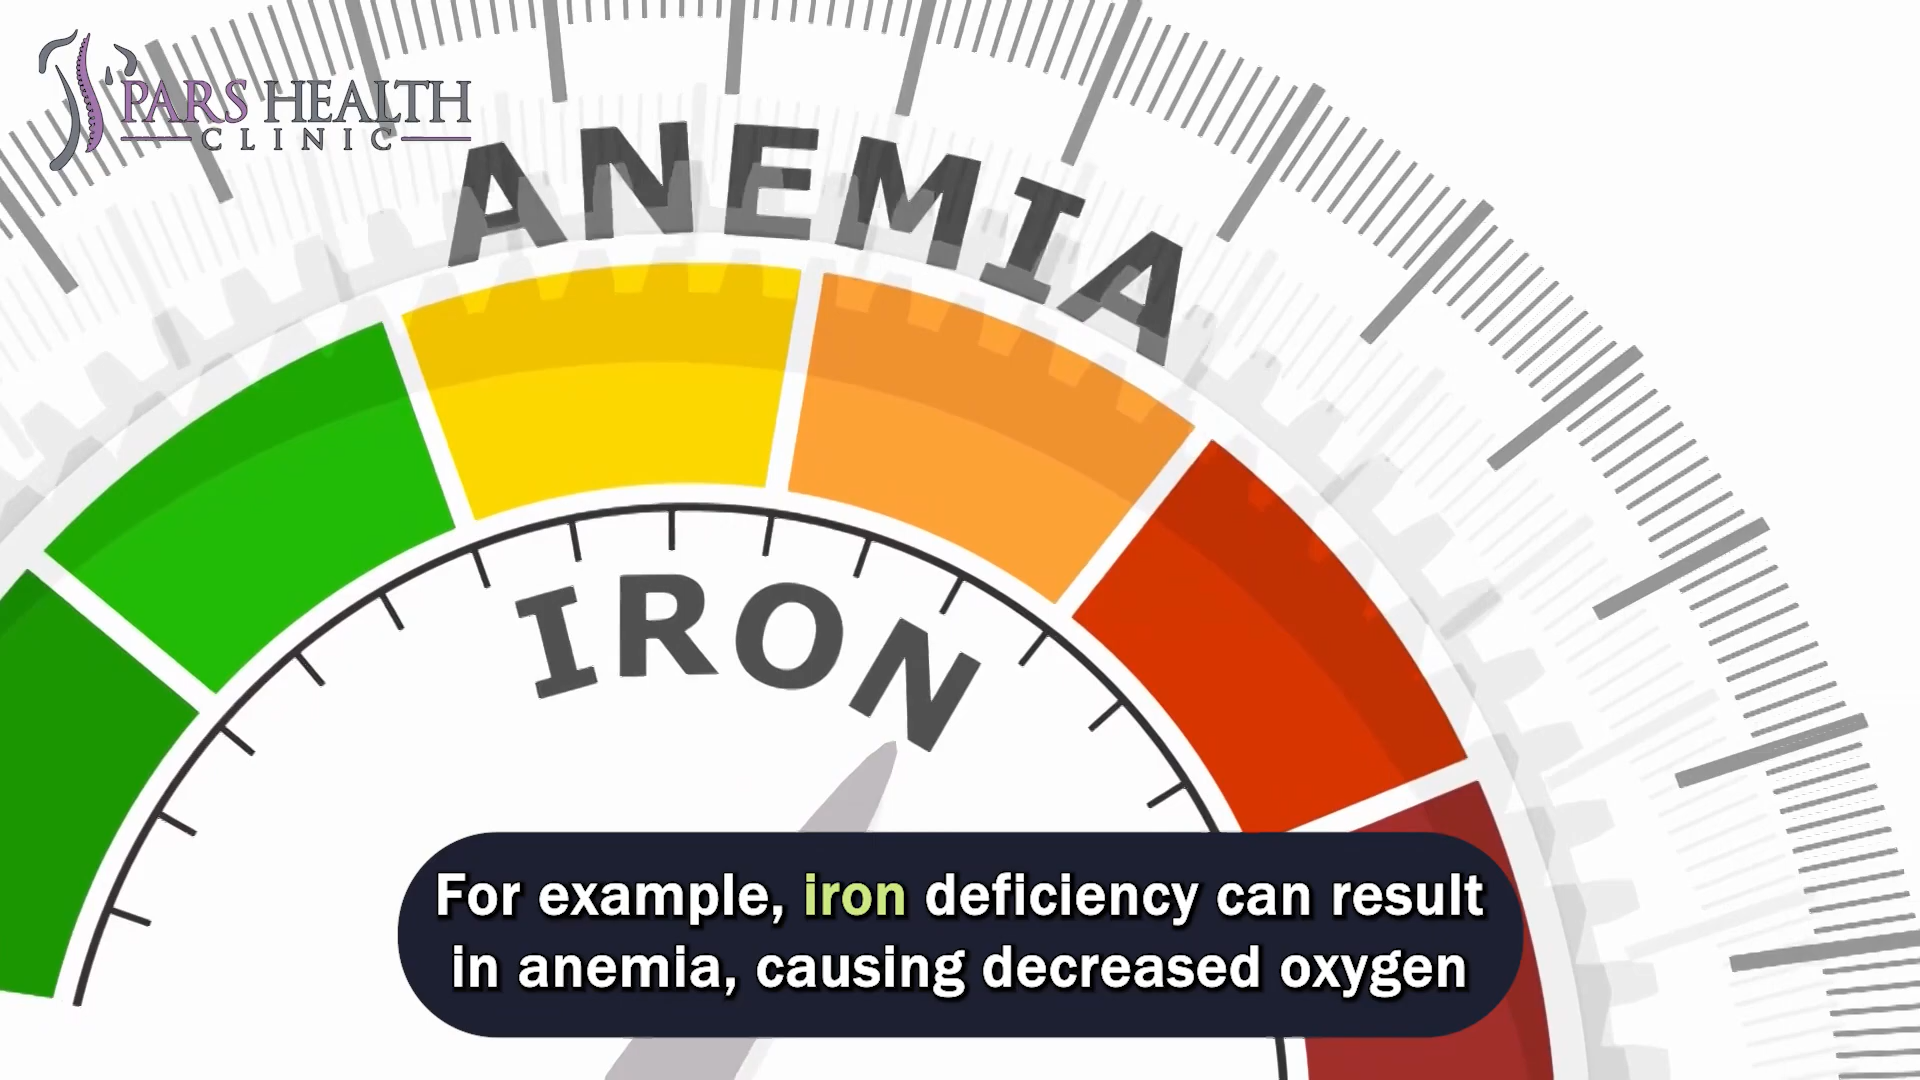 PARS HEALTH
CLINIC
ANEMIA
IRON
For example, iron deficiency can result
in anemia, causing decreased oxygen